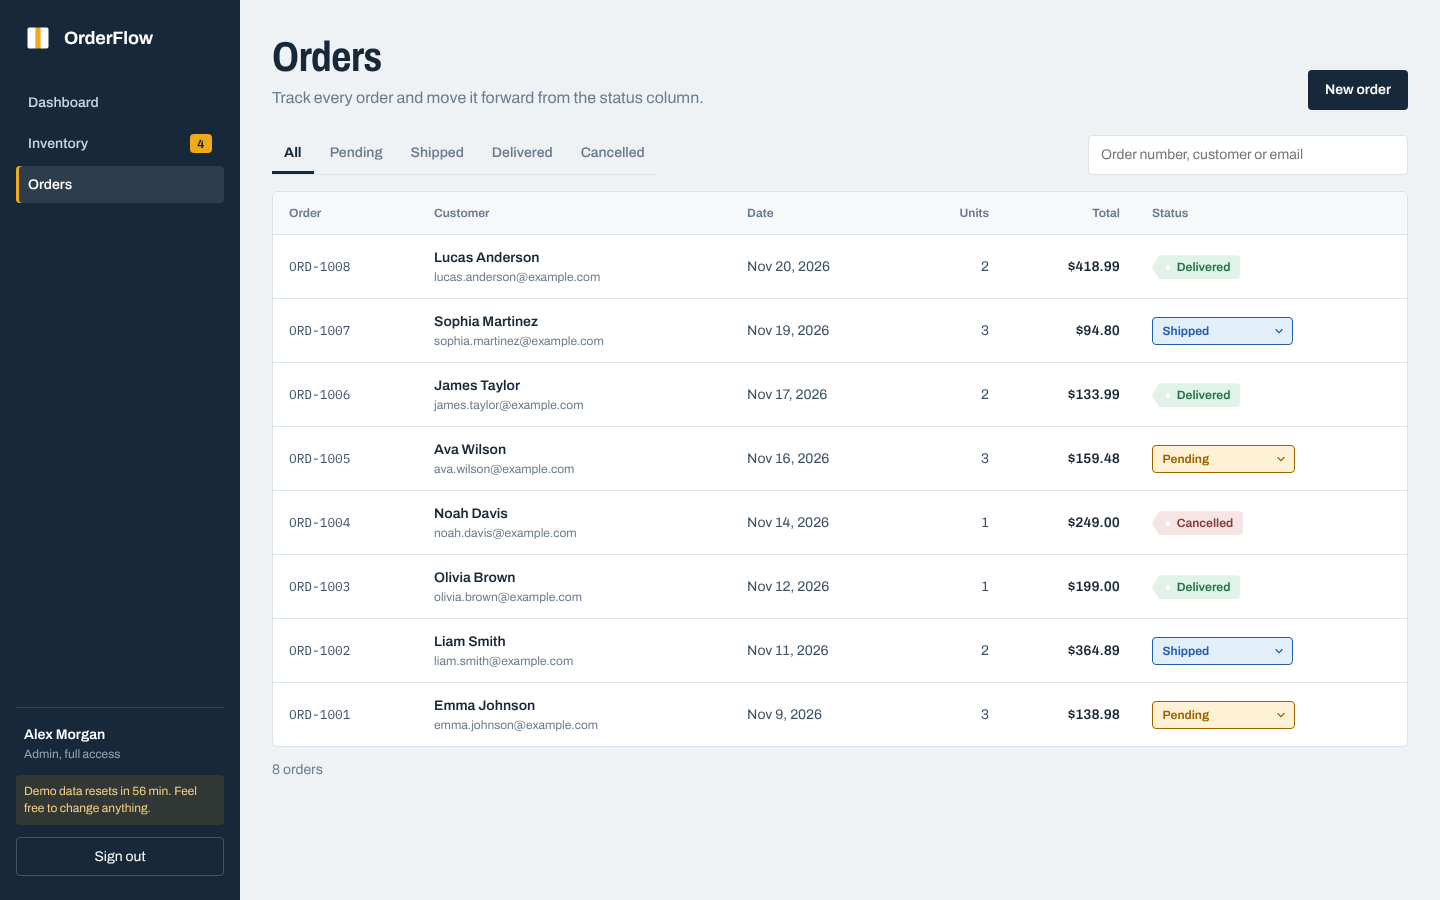 OrderFlow
Dashboard
Inventory 4
Orders
Alex Morgan
Admin, full access
Demo data resets in 56 min. Feel
free to change anything.
Sign out
Orders
Track every order and move it forward from the status column.
New order
All Pending Shipped Delivered Cancelled
Order number, customer or email
Order Customer Date Units Total Status
ORD-1008 Lucas Anderson Nov 20, 2026 2 $418.99 Delivered
lucas.anderson@example.com
ORD-1007 Sophia Martinez Nov 19, 2026 3 $94.80 Shipped
sophia.martinez@example.com
ORD-1006 James Taylor Nov 17, 2026 2 $133.99 Delivered
james.taylor@example.com
ORD-1005 Ava Wilson Nov 16, 2026 3 $159.48 Pending
ava.wilson@example.com
ORD-1004 Noah Davis Nov 14, 2026 1 $249.00 Cancelled
noah.davis@example.com
ORD-1003 Olivia Brown Nov 12, 2026 1 $199.00 Delivered
olivia.brown@example.com
ORD-1002 Liam Smith Nov 11, 2026 2 $364.89 Shipped
liam.smith@example.com
ORD-1001 Emma Johnson Nov 9, 2026 3 $138.98 Pending
emma.johnson@example.com
8 orders